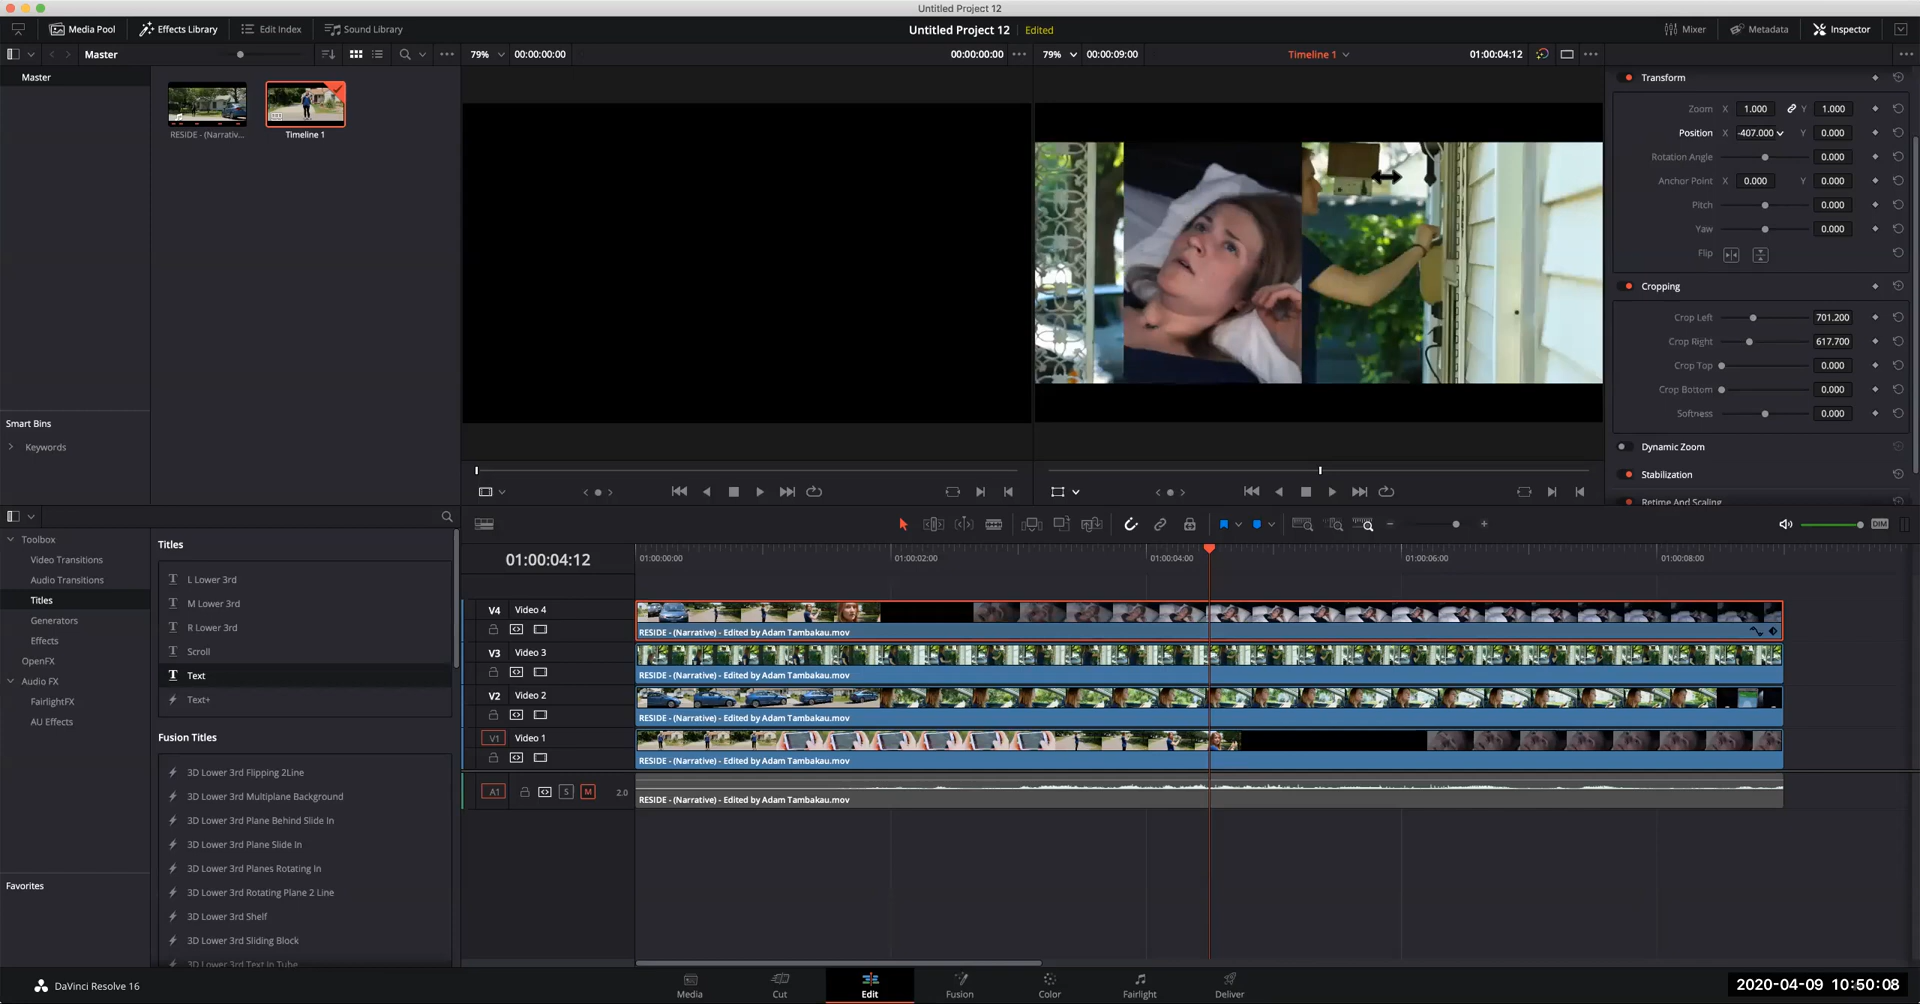 Untitled Project 12
Media Pool
Effects Library
Edit Index
Sound Library
Untitled Project 12
Edited
Mixer
Metadata
Inspector
Master
79%
00:00:00:00
00:00:00:00
79%
00:00:09:00
Timeline 1
01:00:04:12
Master
RESIDE - (Narrativ...
Timeline 1
Transform
Zoom X 1.000 Y 1.000
Position X -407.000 Y 0.000
Rotation Angle 0.000
Anchor Point X 0.000 Y 0.000
Pitch 0.000
Yaw 0.000
Flip
Cropping
Crop Left 701.200
Crop Right 617.700
Crop Top 0.000
Crop Bottom 0.000
Softness 0.000
Dynamic Zoom
Stabilization
Retime And Scaling
Smart Bins
Keywords
Toolbox
Video Transitions
Audio Transitions
Titles
Generators
Effects
OpenFX
Audio FX
FairlightFX
AU Effects
Favorites
Titles
L Lower 3rd
M Lower 3rd
R Lower 3rd
Scroll
Text
Text+
Fusion Titles
3D Lower 3rd Flipping 2Line
3D Lower 3rd Multiplane Background
3D Lower 3rd Plane Behind Slide In
3D Lower 3rd Plane Slide In
3D Lower 3rd Planes Rotating In
3D Lower 3rd Rotating Plane 2 Line
3D Lower 3rd Shelf
3D Lower 3rd Sliding Block
3D Lower 3rd Text in Tube
DIM
01:00:04:12
01:00:00:00
01:00:02:00
01:00:04:00
01:00:06:00
01:00:08:00
V4 Video 4
RESIDE - (Narrative) - Edited by Adam Tambakau.mov
V3 Video 3
RESIDE - (Narrative) - Edited by Adam Tambakau.mov
V2 Video 2
RESIDE - (Narrative) - Edited by Adam Tambakau.mov
V1 Video 1
RESIDE - (Narrative) - Edited by Adam Tambakau.mov
A1 S M 2.0
RESIDE - (Narrative) - Edited by Adam Tambakau.mov
DaVinci Resolve 16
Media
Cut
Edit
Fusion
Color
Fairlight
Deliver
2020-04-09 10:50:08